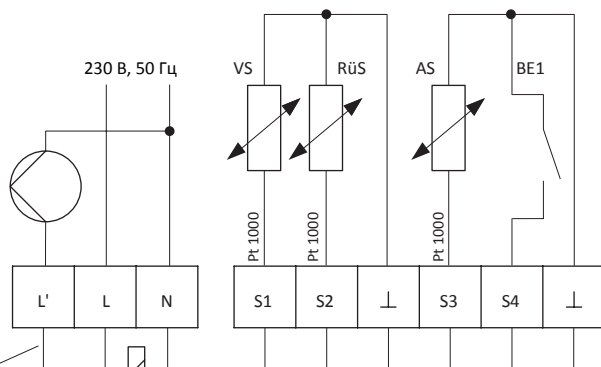 230 В, 50 Гц
VS
RüS
AS
BE1
Pt 1000
Pt 1000
Pt 1000
L'
L
N
S1
S2
⊥
S3
S4
⊥